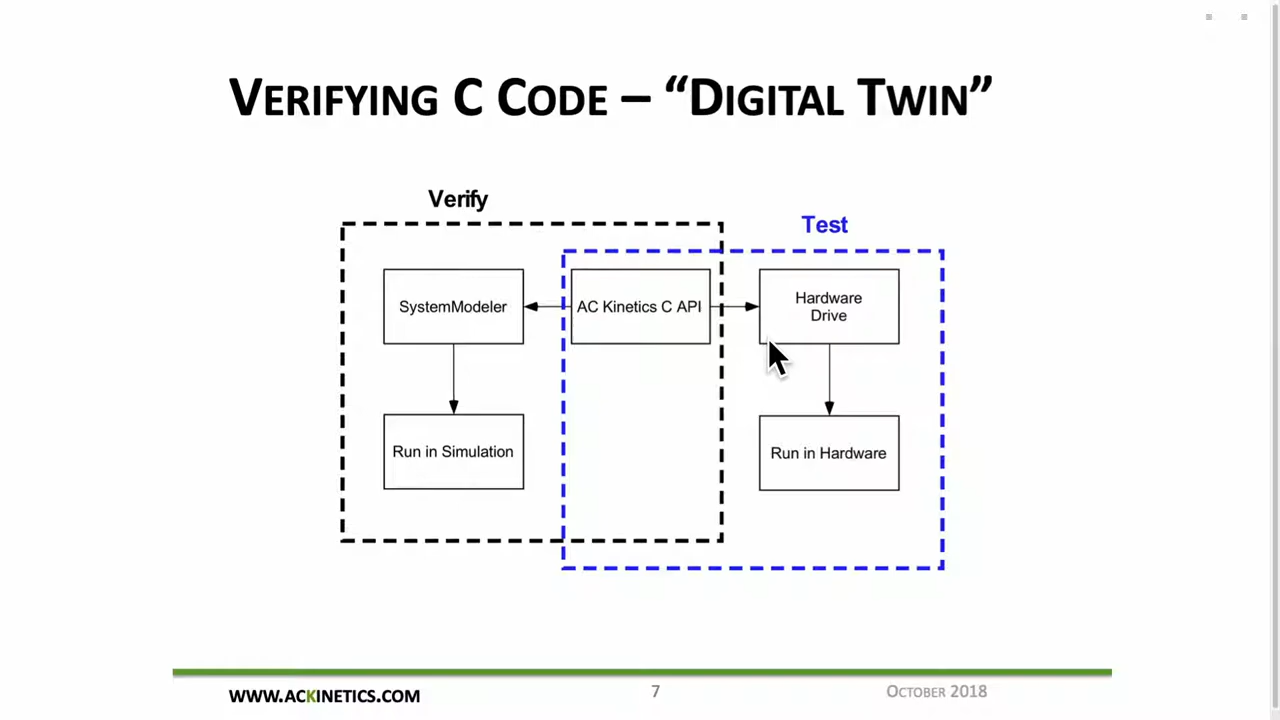 VERIFYING C CODE – “DIGITAL TWIN”
Verify
Test
SystemModeler
AC Kinetics C API
Hardware
Drive
Run in Simulation
Run in Hardware
WWW.ACKINETICS.COM
7
OCTOBER 2018